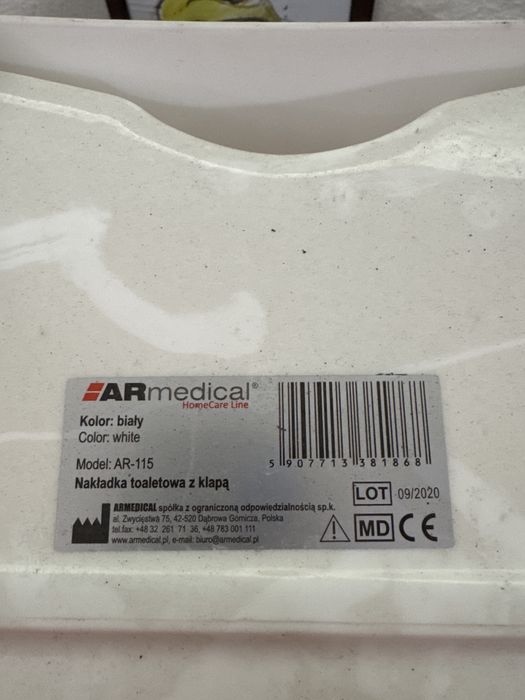 ARmedical®
HomeCare Line
Kolor: biały
Color: white
Model: AR-115
Nakładka toaletowa z klapą
5 907713 381868
LOT 09/2020
ARMEDICAL spółka z ograniczoną odpowiedzialnością sp.k.
al. Zwycięstwa 75, 42-520 Dąbrowa Górnicza, Polska
tel.fax: +48 32 261 71 36, +48 783 001 111
www.armedical.pl, e-mail: biuro@armedical.pl
MD CE